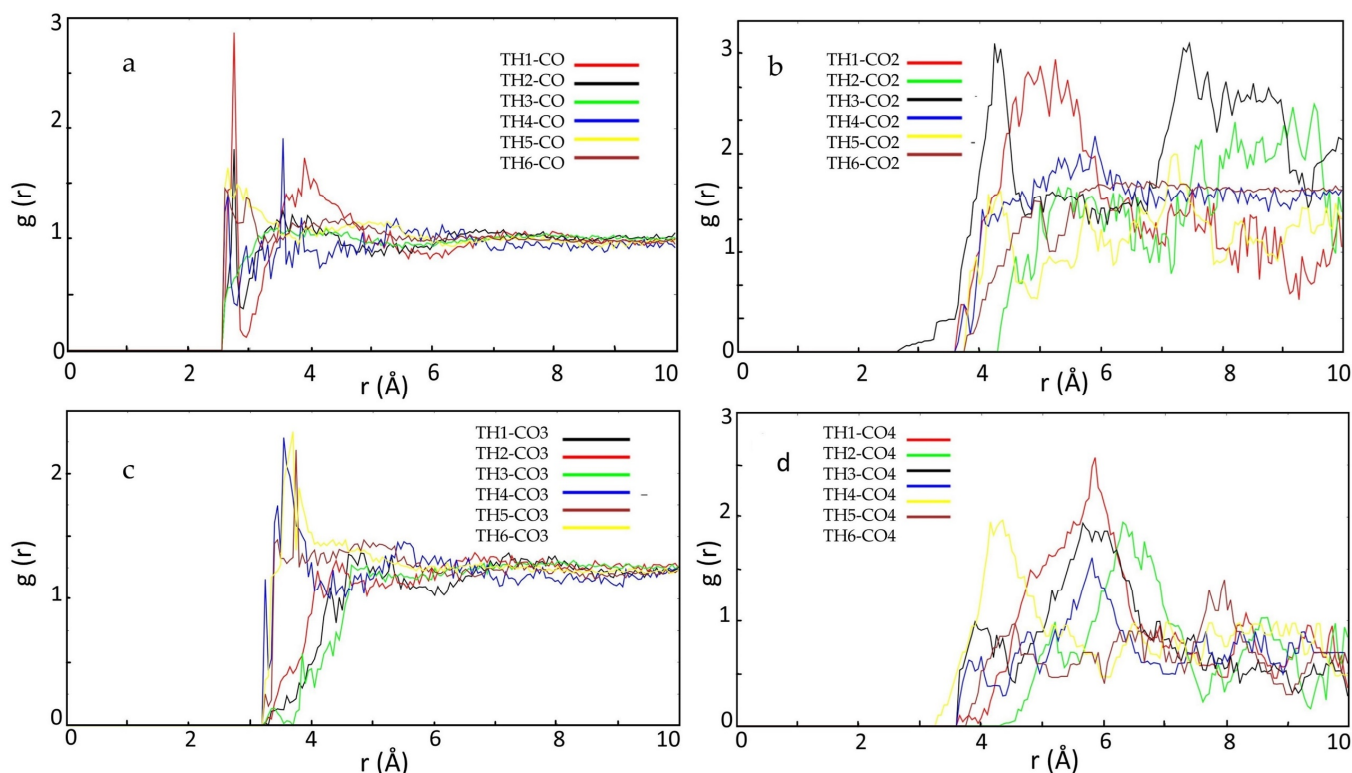 3
2
1
0
g (r)
a
TH1-CO
TH2-CO
TH3-CO
TH4-CO
TH5-CO
TH6-CO
0 2 4 6 8 10
r (Å)
3
2
1
0
g (r)
b
TH1-CO2
TH2-CO2
TH3-CO2
TH4-CO2
TH5-CO2
TH6-CO2
0 2 4 6 8 10
r (Å)
2
1
0
g (r)
c
TH1-CO3
TH2-CO3
TH3-CO3
TH4-CO3
TH5-CO3
TH6-CO3
0 2 4 6 8 10
r (Å)
3
2
1
0
g (r)
d
TH1-CO4
TH2-CO4
TH3-CO4
TH4-CO4
TH5-CO4
TH6-CO4
0 2 4 6 8 10
r (Å)